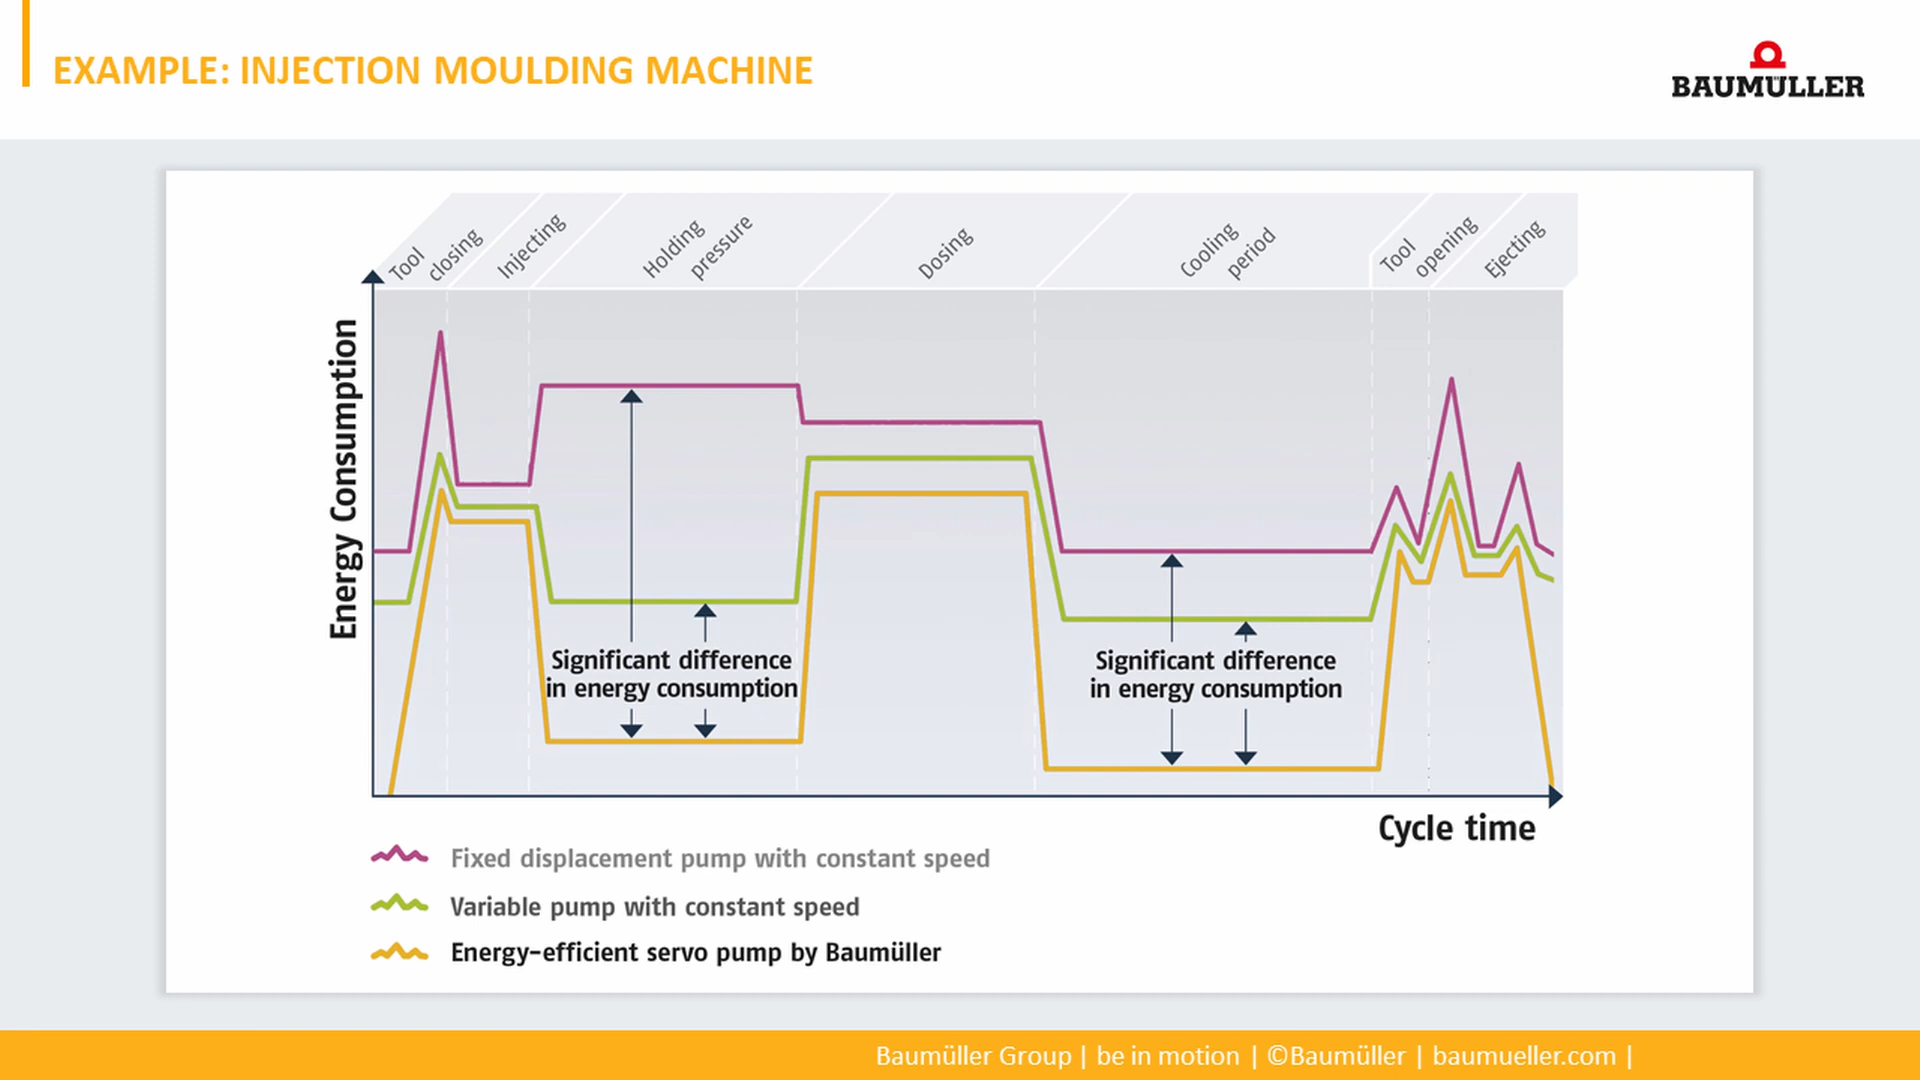 EXAMPLE: INJECTION MOULDING MACHINE
BAUMÜLLER
Tool
closing
Injecting
Holding
pressure
Dosing
Cooling
period
Tool
opening
Ejecting
Energy Consumption
Significant difference
in energy consumption
Significant difference
in energy consumption
Cycle time
Fixed displacement pump with constant speed
Variable pump with constant speed
Energy-efficient servo pump by Baumüller
Baumüller Group | be in motion | ©Baumüller | baumueller.com |